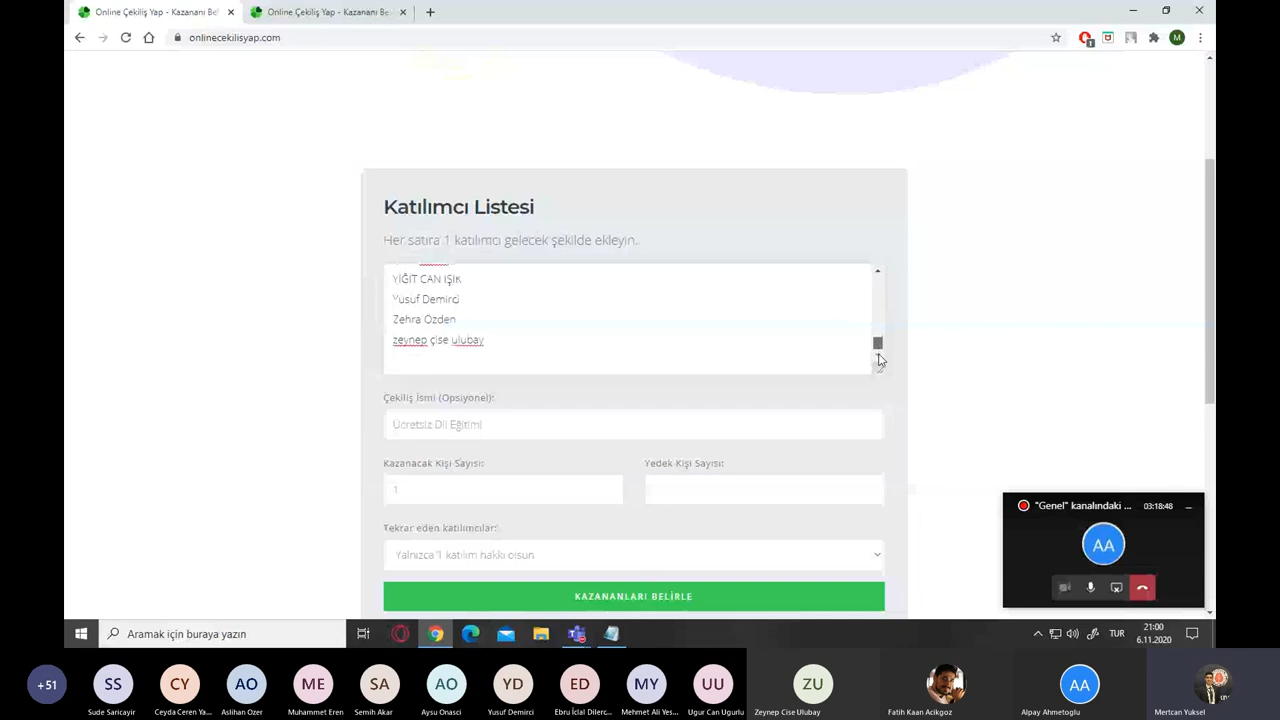 Online Çekiliş Yap - Kazananı Be
Online Çekiliş Yap - Kazananı Be
onlinecekilisyap.com
M
1
Katılımcı Listesi
Her satıra 1 katılımcı gelecek şekilde ekleyin.
YİĞİT CAN IŞIK
Yusuf Demirci
Zehra Özden
zeynep çise ulubay
Çekiliş İsmi (Opsiyonel):
Ücretsiz Dil Eğitimi
Kazanacak Kişi Sayısı:
Yedek Kişi Sayısı:
1
Tekrar eden katılımcılar:
Yalnızca 1 katılım hakkı olsun
KAZANANLARI BELİRLE
"Genel" kanalındaki ...
03:18:48
AA
Aramak için buraya yazın
TUR
21:00
6.11.2020
+51
SS
CY
AO
ME
SA
AO
YD
ED
MY
UU
ZU
AA
Sude Saricayir
Ceyda Ceren Ya...
Aslihan Ozer
Muhammet Eren
Semih Akar
Aysu Onasci
Yusuf Demirci
Ebru İclal Dilerc...
Mehmet Ali Yes...
Ugur Can Ugurlu
Zeynep Cise Ulubay
Fatih Kaan Acikgoz
Alpay Ahmetoglu
Mertcan Yuksel